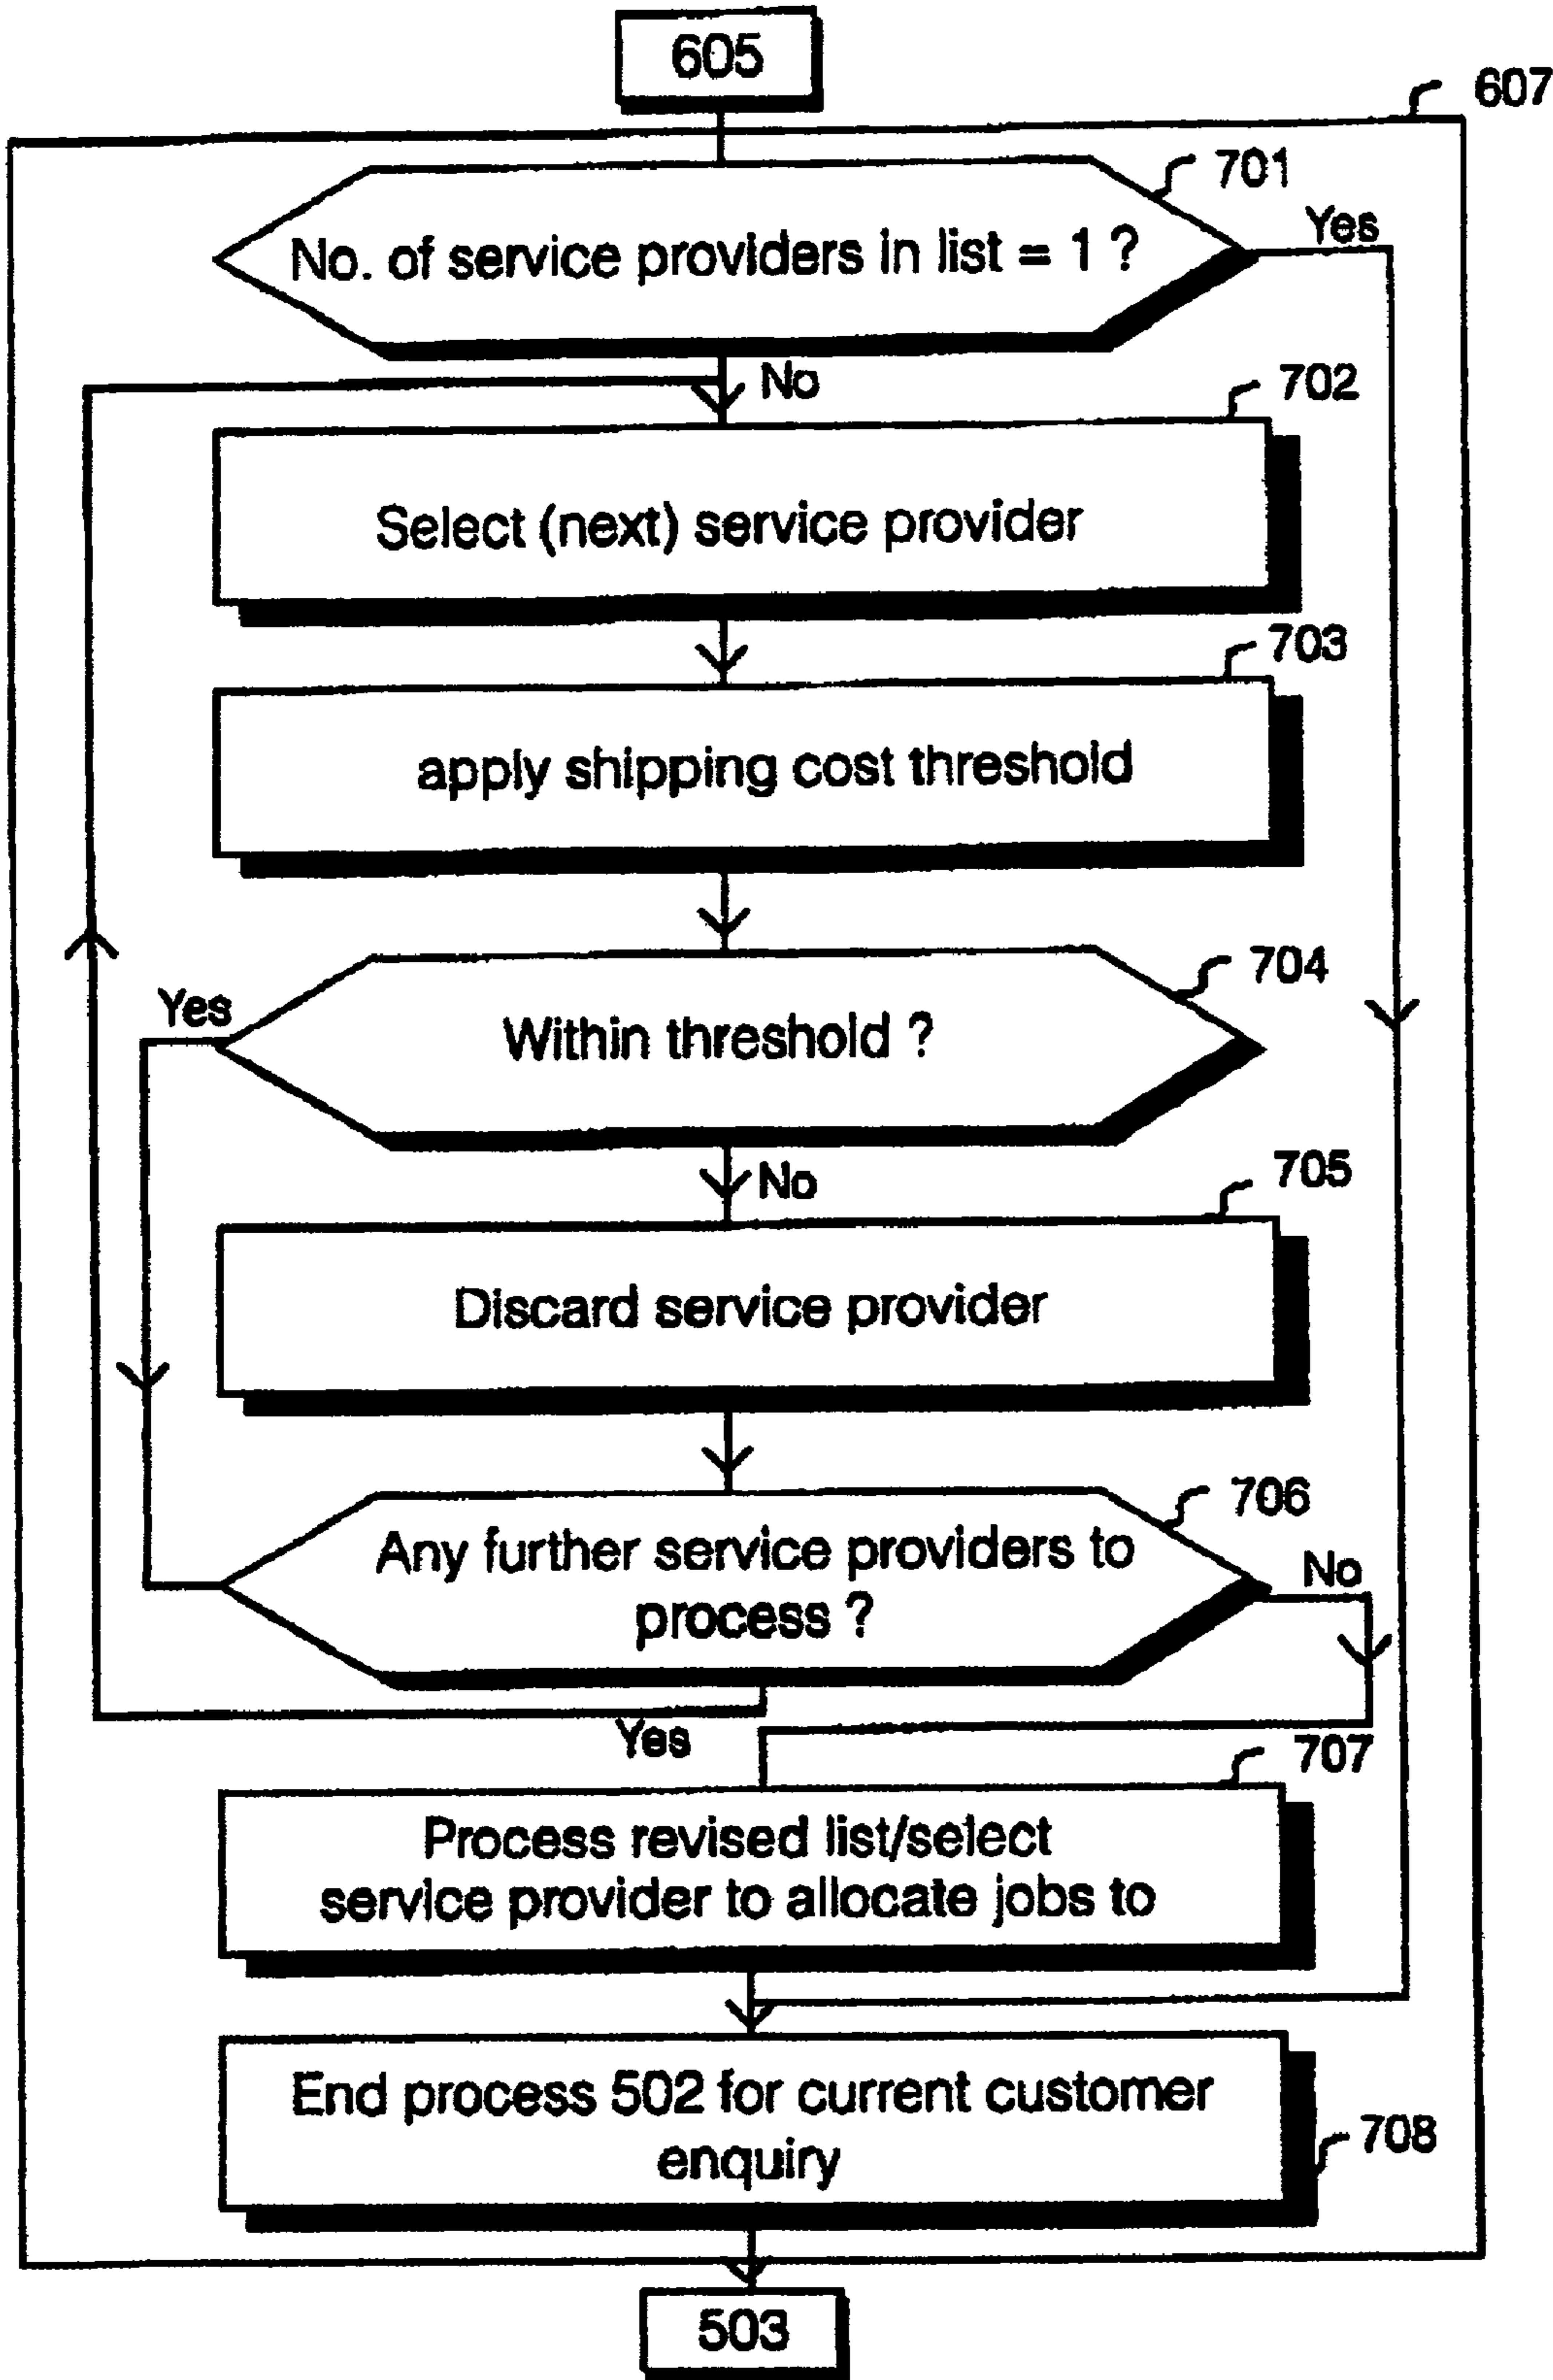 605
607
701
No. of service providers in list = 1 ?
Yes
No
702
Select (next) service provider
703
apply shipping cost threshold
704
Yes
Within threshold ?
No
705
Discard service provider
706
Any further service providers to
process ?
No
Yes
707
Process revised list/select
service provider to allocate jobs to
End process 502 for current customer
enquiry
708
503